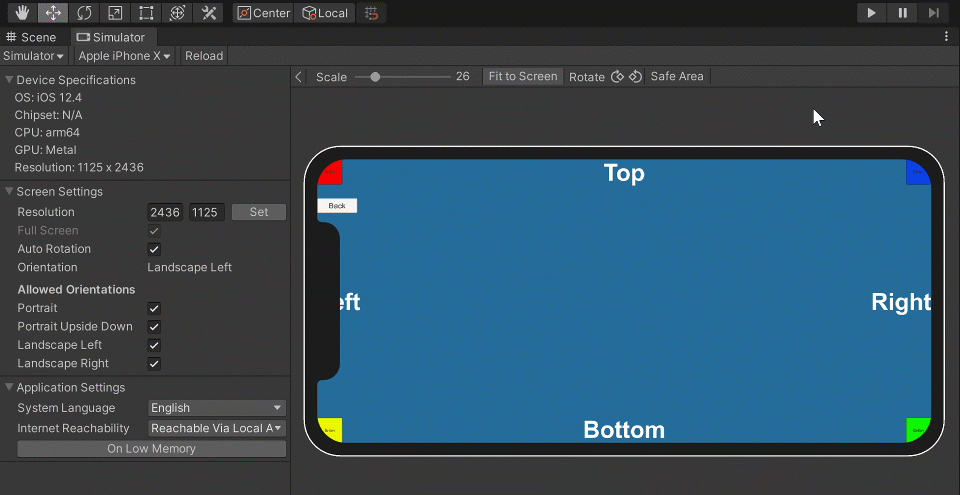 Center Local
Scene Simulator
Simulator Apple iPhone X Reload
Scale 26 Fit to Screen Rotate Safe Area
Device Specifications
OS: iOS 12.4
Chipset: N/A
CPU: arm64
GPU: Metal
Resolution: 1125 x 2436
Screen Settings
Resolution 2436 1125 Set
Full Screen
Auto Rotation
Orientation Landscape Left
Allowed Orientations
Portrait
Portrait Upside Down
Landscape Left
Landscape Right
Application Settings
System Language English
Internet Reachability Reachable Via Local A
On Low Memory
Top
Back
eft
Right
Bottom